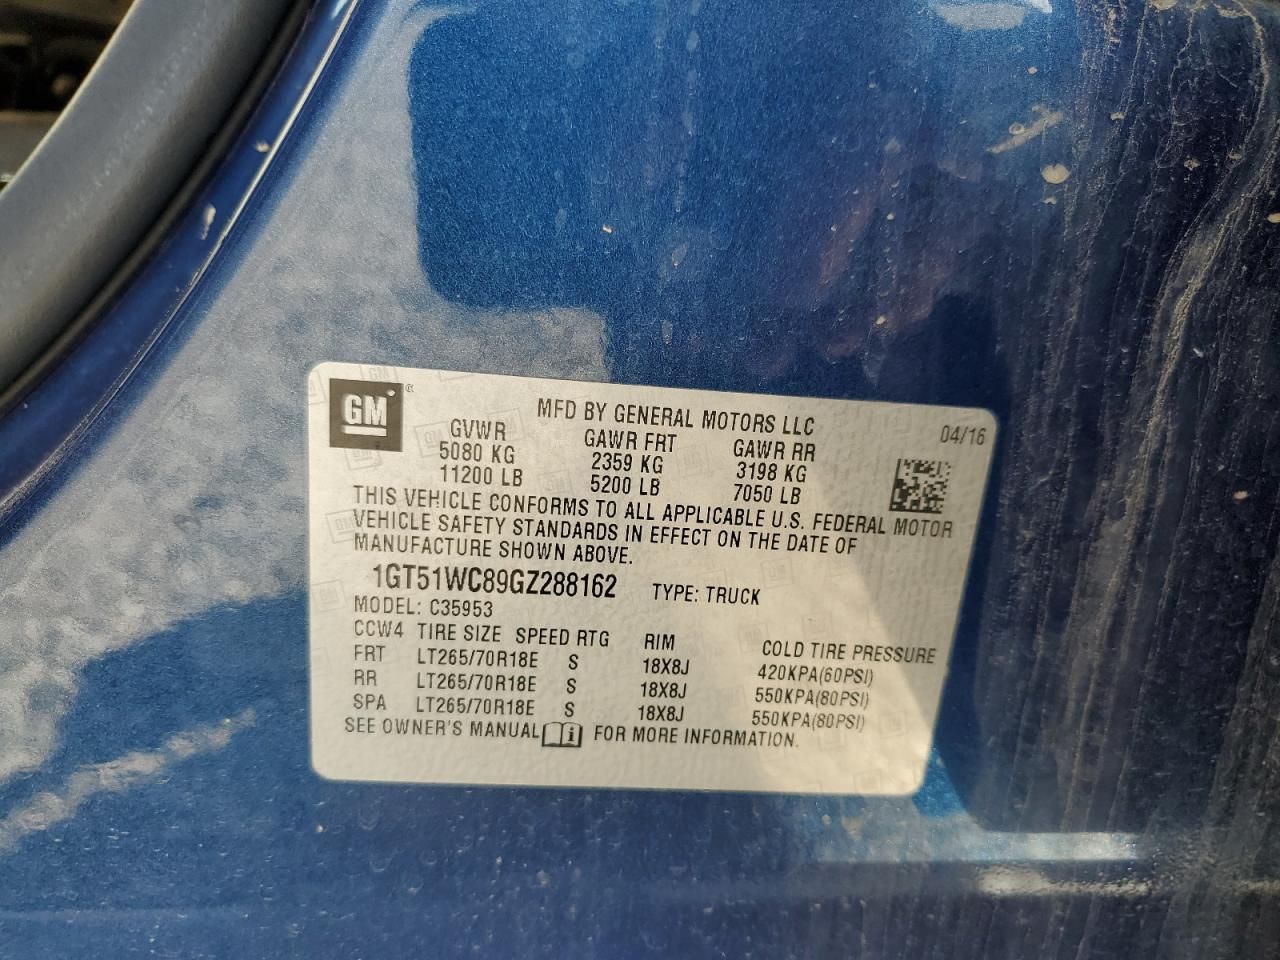 GM ®
MFD BY GENERAL MOTORS LLC 04/16
GVWR GAWR FRT GAWR RR
5080 KG 2359 KG 3198 KG
11200 LB 5200 LB 7050 LB
THIS VEHICLE CONFORMS TO ALL APPLICABLE U.S. FEDERAL MOTOR
VEHICLE SAFETY STANDARDS IN EFFECT ON THE DATE OF
MANUFACTURE SHOWN ABOVE.
1GT51WC89GZ288162 TYPE: TRUCK
MODEL: C35953
CCW4 TIRE SIZE SPEED RTG RIM COLD TIRE PRESSURE
FRT LT265/70R18E S 18X8J 420KPA(60PSI)
RR LT265/70R18E S 18X8J 550KPA(80PSI)
SPA LT265/70R18E S 18X8J 550KPA(80PSI)
SEE OWNER'S MANUAL i FOR MORE INFORMATION.